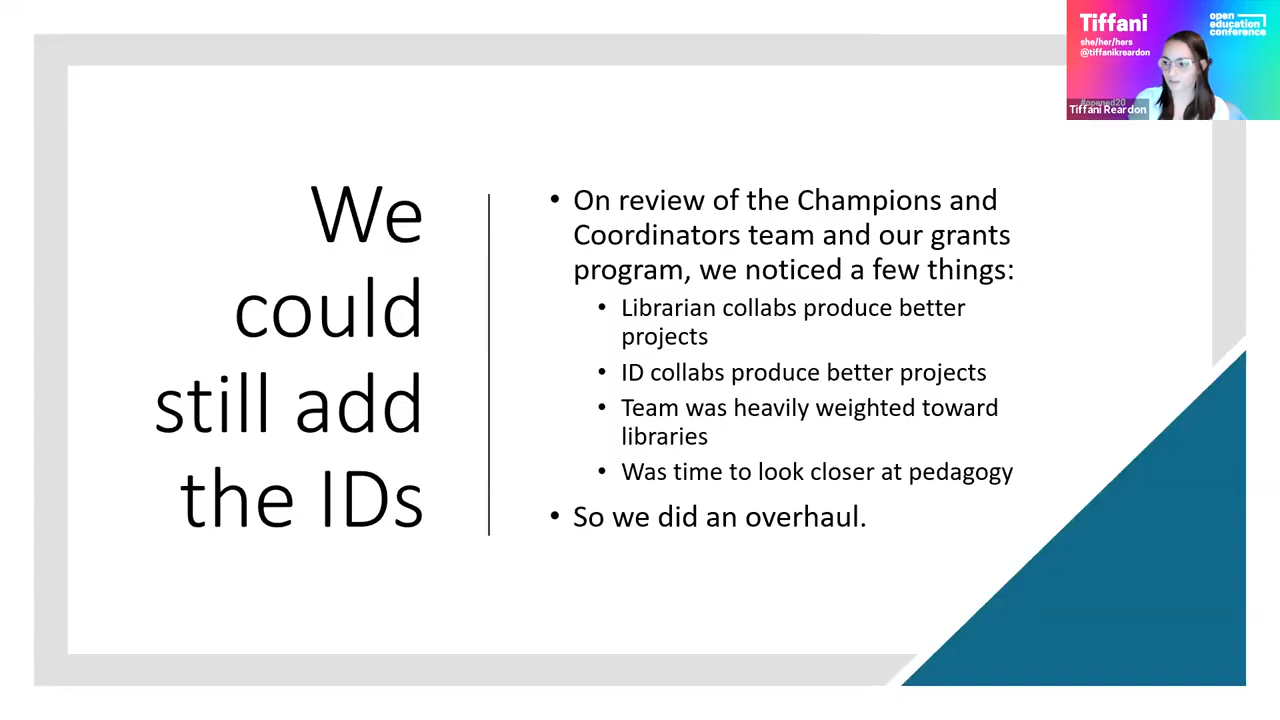 Tiffani
she/her/hers
@tiffanikreardon
open
education
conference
#opened20
Tiffani Reardon
We
could
still add
the IDs
• On review of the Champions and
Coordinators team and our grants
program, we noticed a few things:
• Librarian collabs produce better
projects
• ID collabs produce better projects
• Team was heavily weighted toward
libraries
• Was time to look closer at pedagogy
• So we did an overhaul.